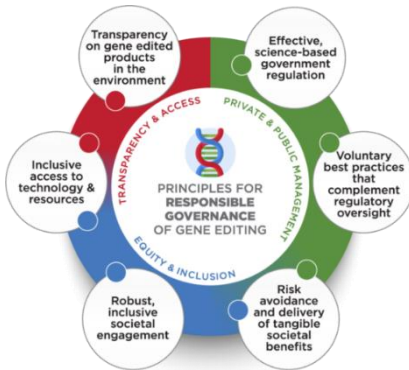 Transparency
on gene edited
products
in the
environment
Effective,
science-based
government
regulation
TRANSPARENCY & ACCESS
PRIVATE & PUBLIC MANAGEMENT
Inclusive
access to
technology &
resources
PRINCIPLES FOR
RESPONSIBLE
GOVERNANCE
OF GENE EDITING
Voluntary
best practices
that
complement
regulatory
oversight
EQUITY & INCLUSION
Robust,
inclusive
societal
engagement
Risk
avoidance
and delivery
of tangible
societal
benefits